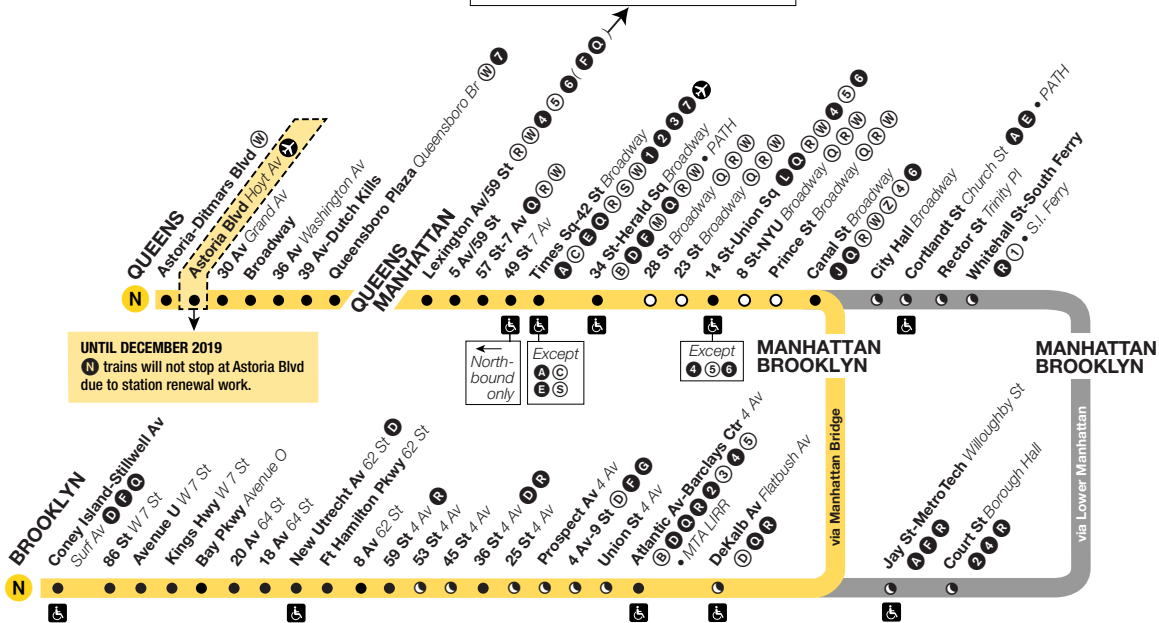 QUEENS
Astoria-Ditmars Blvd W
Astoria Blvd Hoyt Av
30 Av Grand Av
Broadway
36 Av Washington Av
39 Av-Dutch Kills
Queensboro Plaza Queensboro Br W 7
QUEENS
MANHATTAN
Lexington Av/59 St R W 4 5 6 ( F Q )
5 Av/59 St
57 St-7 Av Q R W
49 St 7 Av
Times Sq-42 St Broadway
A C E Q R S W 1 2 3 7
34 St-Herald Sq Broadway
B D F M Q R W • PATH
28 St Broadway Q R W
23 St Broadway Q R W
14 St-Union Sq L Q R W 4 5 6
8 St-NYU Broadway Q R W
Prince St Broadway Q R W
Canal St Broadway
J Q R W Z 4 6
City Hall Broadway
Cortlandt St Church St A E • PATH
Rector St Trinity Pl
Whitehall St-South Ferry
R 1 • S.I. Ferry
N
UNTIL DECEMBER 2019
N trains will not stop at Astoria Blvd
due to station renewal work.
North-
bound
only
Except
A C
E S
Except
4 5 6
MANHATTAN
BROOKLYN
MANHATTAN
BROOKLYN
via Manhattan Bridge
via Lower Manhattan
BROOKLYN
Coney Island-Stillwell Av
Surf Av D F Q
86 St W 7 St
Avenue U W 7 St
Kings Hwy W 7 St
Bay Pkwy Avenue O
20 Av 64 St
18 Av 64 St
New Utrecht Av 62 St D
Ft Hamilton Pkwy 62 St
8 Av 62 St
59 St 4 Av R
53 St 4 Av
45 St 4 Av
36 St 4 Av D R
25 St 4 Av
Prospect Av 4 Av
4 Av-9 St D F G
Union St 4 Av
Atlantic Av-Barclays Ctr 4 Av
B D Q R 2 3 4 5
• MTA LIRR
DeKalb Av Flatbush Av
D Q R
Jay St-MetroTech Willoughby St
A F R
Court St Borough Hall
2 4 R
N